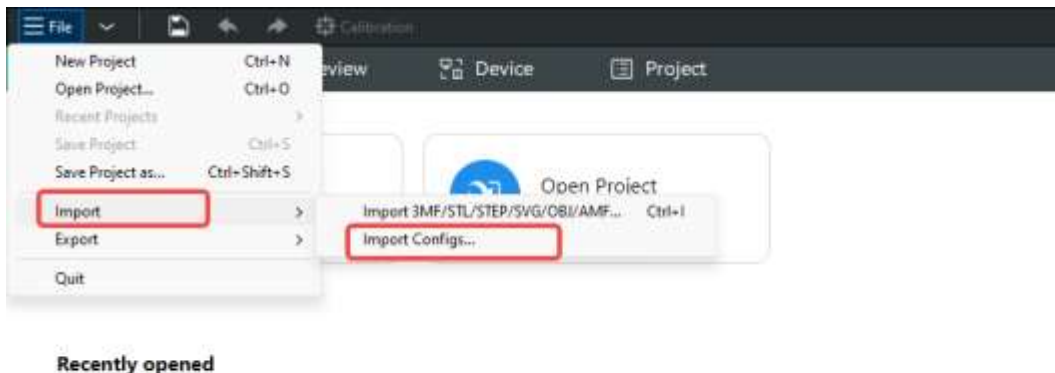 File
Calibration
eview
Device
Project
New Project Ctrl+N
Open Project... Ctrl+O
Recent Projects
Save Project Ctrl+S
Save Project as... Ctrl+Shift+S
Import
Export
Quit
Open Project
Import 3MF/STL/STEP/SVG/OBJ/AMF... Ctrl+I
Import Configs...
Recently opened